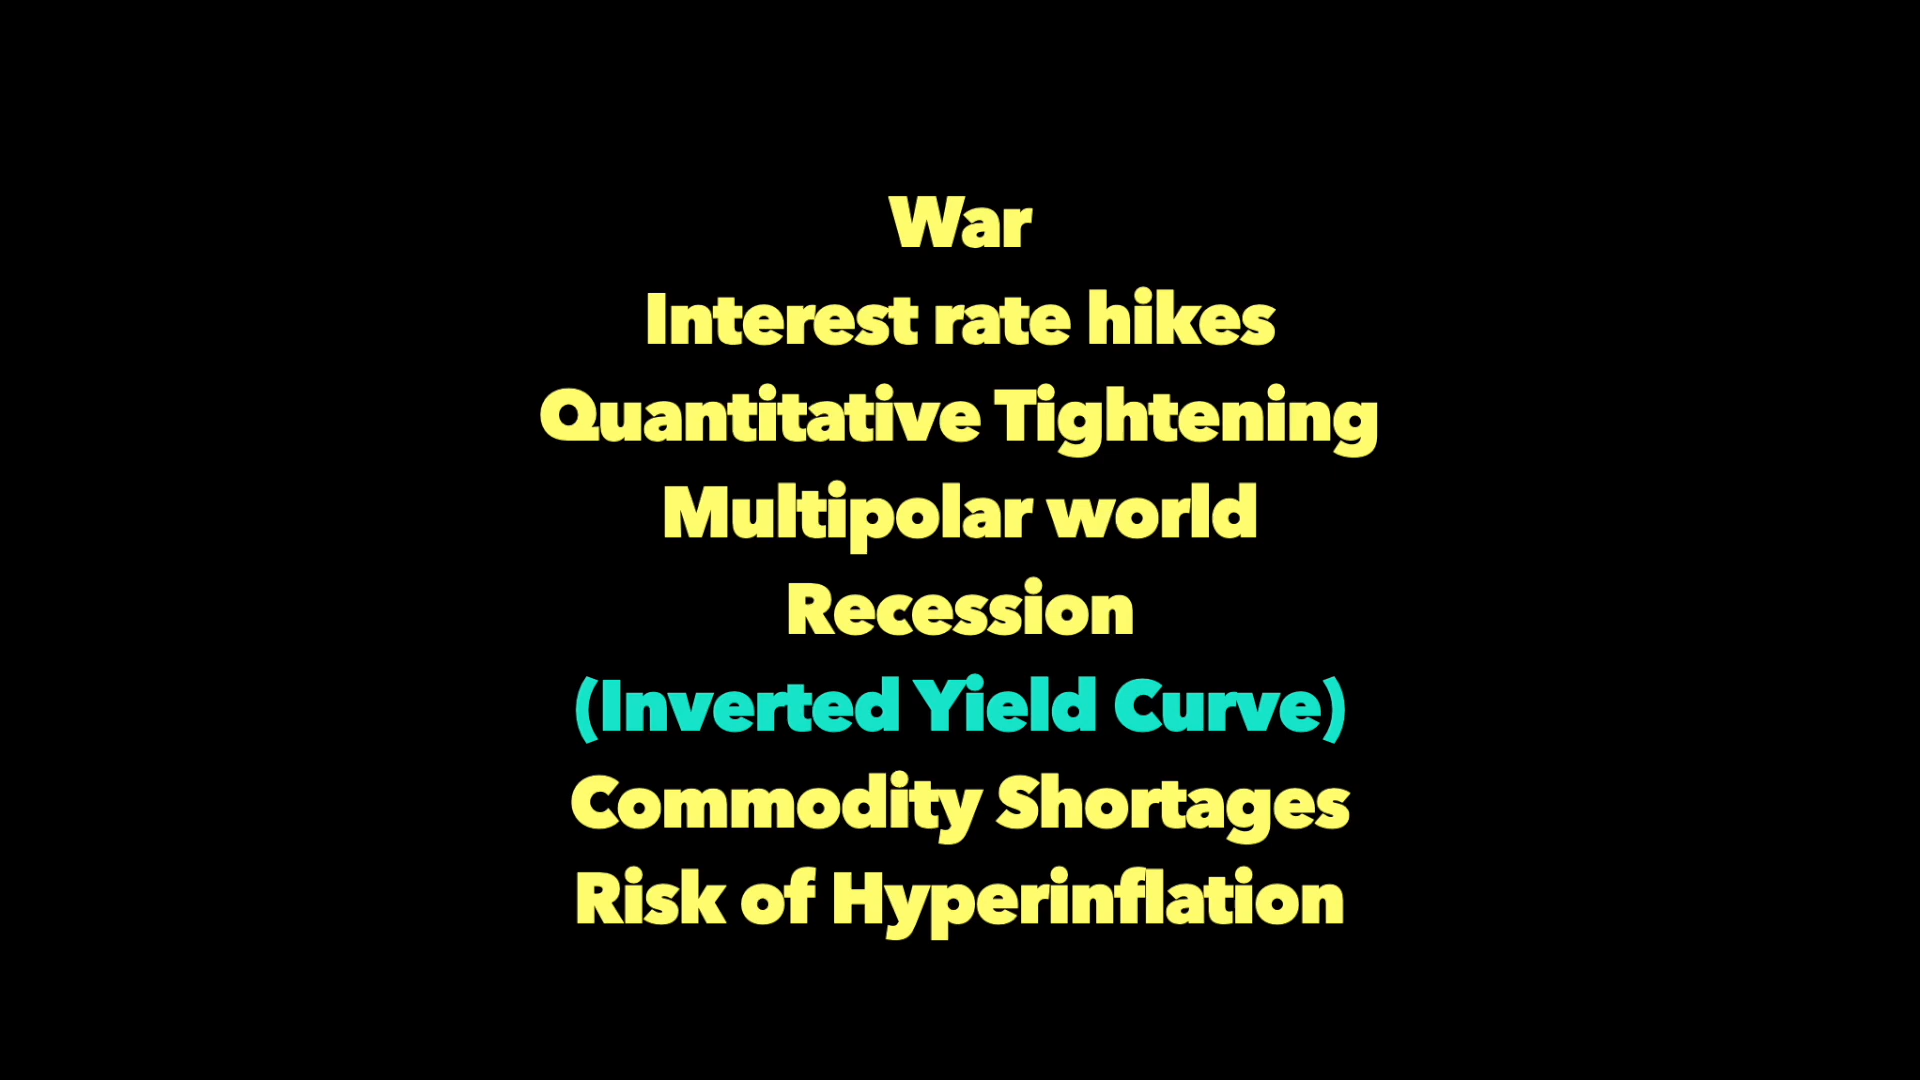 War
Interest rate hikes
Quantitative Tightening
Multipolar world
Recession
(Inverted Yield Curve)
Commodity Shortages
Risk of Hyperinflation